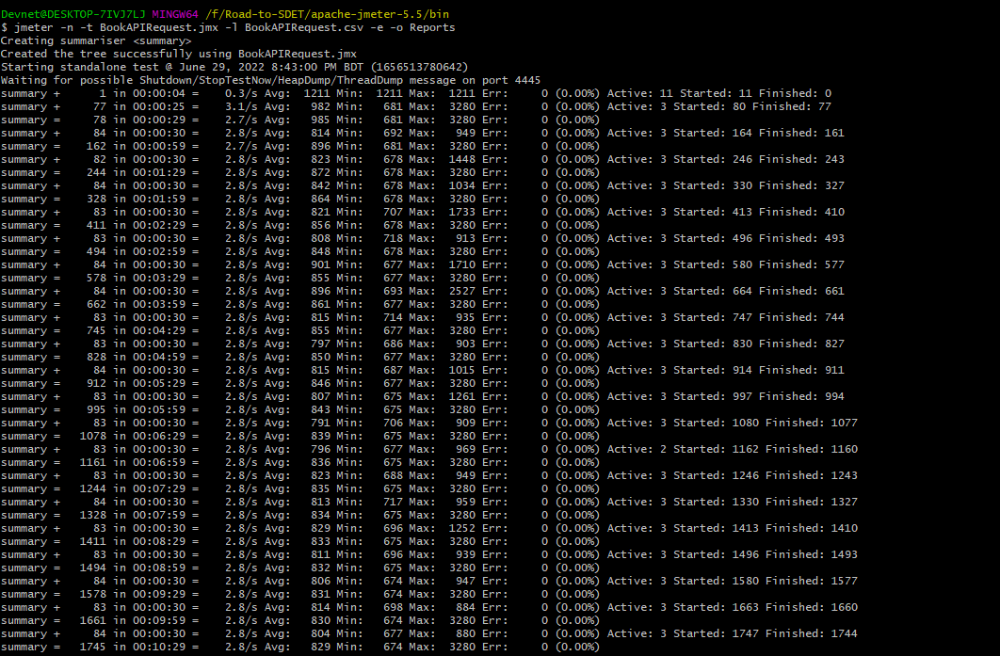 Devnet@DESKTOP-7IVJ7LJ MINGW64 /f/Road-to-SDET/apache-jmeter-5.5/bin
$ jmeter -n -t BookAPIRequest.jmx -l BookAPIRequest.csv -e -o Reports
Creating summariser <summary>
Created the tree successfully using BookAPIRequest.jmx
Starting standalone test @ June 29, 2022 8:43:00 PM BDT (1656513780642)
Waiting for possible Shutdown/StopTestNow/HeapDump/ThreadDump message on port 4445
summary +      1 in 00:00:04 =    0.3/s Avg:  1211 Min:  1211 Max:  1211 Err:     0 (0.00%) Active: 11 Started: 11 Finished: 0
summary +     77 in 00:00:25 =    3.1/s Avg:   982 Min:   681 Max:  3280 Err:     0 (0.00%) Active: 3 Started: 80 Finished: 77
summary =     78 in 00:00:29 =    2.7/s Avg:   985 Min:   681 Max:  3280 Err:     0 (0.00%)
summary +     84 in 00:00:30 =    2.8/s Avg:   814 Min:   692 Max:   949 Err:     0 (0.00%) Active: 3 Started: 164 Finished: 161
summary =    162 in 00:00:59 =    2.7/s Avg:   896 Min:   681 Max:  3280 Err:     0 (0.00%)
summary +     82 in 00:00:30 =    2.8/s Avg:   823 Min:   678 Max:  1448 Err:     0 (0.00%) Active: 3 Started: 246 Finished: 243
summary =    244 in 00:01:29 =    2.8/s Avg:   872 Min:   678 Max:  3280 Err:     0 (0.00%)
summary +     84 in 00:00:30 =    2.8/s Avg:   842 Min:   678 Max:  1034 Err:     0 (0.00%) Active: 3 Started: 330 Finished: 327
summary =    328 in 00:01:59 =    2.8/s Avg:   864 Min:   678 Max:  3280 Err:     0 (0.00%)
summary +     83 in 00:00:30 =    2.8/s Avg:   821 Min:   707 Max:  1733 Err:     0 (0.00%) Active: 3 Started: 413 Finished: 410
summary =    411 in 00:02:29 =    2.8/s Avg:   856 Min:   678 Max:  3280 Err:     0 (0.00%)
summary +     83 in 00:00:30 =    2.8/s Avg:   808 Min:   718 Max:   913 Err:     0 (0.00%) Active: 3 Started: 496 Finished: 493
summary =    494 in 00:02:59 =    2.8/s Avg:   848 Min:   678 Max:  3280 Err:     0 (0.00%)
summary +     84 in 00:00:30 =    2.8/s Avg:   901 Min:   677 Max:  1710 Err:     0 (0.00%) Active: 3 Started: 580 Finished: 577
summary =    578 in 00:03:29 =    2.8/s Avg:   855 Min:   677 Max:  3280 Err:     0 (0.00%)
summary +     84 in 00:00:30 =    2.8/s Avg:   896 Min:   693 Max:  2527 Err:     0 (0.00%) Active: 3 Started: 664 Finished: 661
summary =    662 in 00:03:59 =    2.8/s Avg:   861 Min:   677 Max:  3280 Err:     0 (0.00%)
summary +     83 in 00:00:30 =    2.8/s Avg:   815 Min:   714 Max:   935 Err:     0 (0.00%) Active: 3 Started: 747 Finished: 744
summary =    745 in 00:04:29 =    2.8/s Avg:   855 Min:   677 Max:  3280 Err:     0 (0.00%)
summary +     83 in 00:00:30 =    2.8/s Avg:   797 Min:   686 Max:   903 Err:     0 (0.00%) Active: 3 Started: 830 Finished: 827
summary =    828 in 00:04:59 =    2.8/s Avg:   850 Min:   677 Max:  3280 Err:     0 (0.00%)
summary +     84 in 00:00:30 =    2.8/s Avg:   815 Min:   687 Max:  1015 Err:     0 (0.00%) Active: 3 Started: 914 Finished: 911
summary =    912 in 00:05:29 =    2.8/s Avg:   846 Min:   677 Max:  3280 Err:     0 (0.00%)
summary +     83 in 00:00:30 =    2.8/s Avg:   807 Min:   675 Max:  1261 Err:     0 (0.00%) Active: 3 Started: 997 Finished: 994
summary =    995 in 00:05:59 =    2.8/s Avg:   843 Min:   675 Max:  3280 Err:     0 (0.00%)
summary +     83 in 00:00:30 =    2.8/s Avg:   791 Min:   706 Max:   909 Err:     0 (0.00%) Active: 3 Started: 1080 Finished: 1077
summary =   1078 in 00:06:29 =    2.8/s Avg:   839 Min:   675 Max:  3280 Err:     0 (0.00%)
summary +     83 in 00:00:30 =    2.8/s Avg:   796 Min:   677 Max:   969 Err:     0 (0.00%) Active: 2 Started: 1162 Finished: 1160
summary =   1161 in 00:06:59 =    2.8/s Avg:   836 Min:   675 Max:  3280 Err:     0 (0.00%)
summary +     83 in 00:00:30 =    2.8/s Avg:   823 Min:   688 Max:   949 Err:     0 (0.00%) Active: 3 Started: 1246 Finished: 1243
summary =   1244 in 00:07:29 =    2.8/s Avg:   835 Min:   675 Max:  3280 Err:     0 (0.00%)
summary +     84 in 00:00:30 =    2.8/s Avg:   813 Min:   717 Max:   959 Err:     0 (0.00%) Active: 3 Started: 1330 Finished: 1327
summary =   1328 in 00:07:59 =    2.8/s Avg:   834 Min:   675 Max:  3280 Err:     0 (0.00%)
summary +     83 in 00:00:30 =    2.8/s Avg:   829 Min:   696 Max:  1252 Err:     0 (0.00%) Active: 3 Started: 1413 Finished: 1410
summary =   1411 in 00:08:29 =    2.8/s Avg:   833 Min:   675 Max:  3280 Err:     0 (0.00%)
summary +     83 in 00:00:30 =    2.8/s Avg:   811 Min:   696 Max:   939 Err:     0 (0.00%) Active: 3 Started: 1496 Finished: 1493
summary =   1494 in 00:08:59 =    2.8/s Avg:   832 Min:   675 Max:  3280 Err:     0 (0.00%)
summary +     84 in 00:00:30 =    2.8/s Avg:   806 Min:   674 Max:   947 Err:     0 (0.00%) Active: 3 Started: 1580 Finished: 1577
summary =   1578 in 00:09:29 =    2.8/s Avg:   831 Min:   674 Max:  3280 Err:     0 (0.00%)
summary +     83 in 00:00:30 =    2.8/s Avg:   814 Min:   698 Max:   884 Err:     0 (0.00%) Active: 3 Started: 1663 Finished: 1660
summary =   1661 in 00:09:59 =    2.8/s Avg:   830 Min:   674 Max:  3280 Err:     0 (0.00%)
summary +     84 in 00:00:30 =    2.8/s Avg:   804 Min:   677 Max:   880 Err:     0 (0.00%) Active: 3 Started: 1747 Finished: 1744
summary =   1745 in 00:10:29 =    2.8/s Avg:   829 Min:   674 Max:  3280 Err:     0 (0.00%)